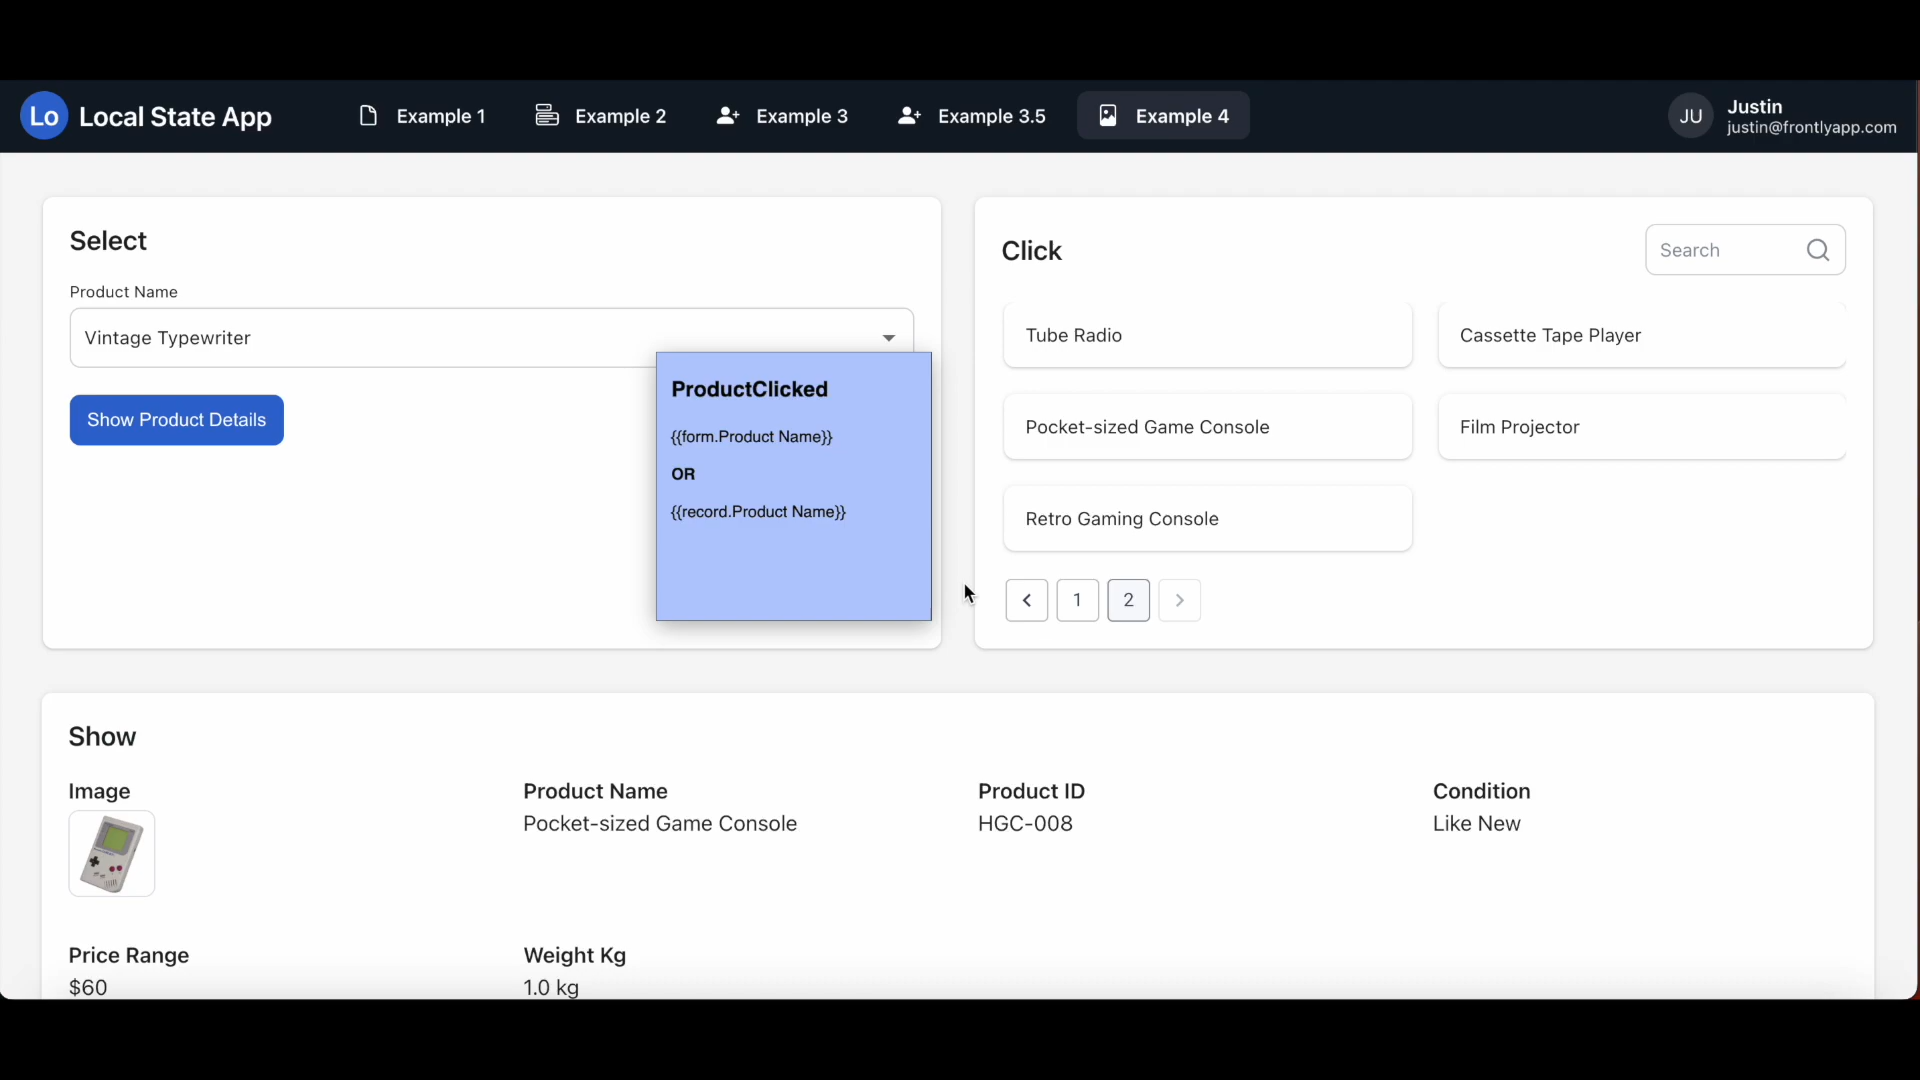 Lo Local State App
Example 1
Example 2
Example 3
Example 3.5
Example 4
JU
Justin
justin@frontlyapp.com
Select
Product Name
Vintage Typewriter
Show Product Details
ProductClicked
{{form.Product Name}}
OR
{{record.Product Name}}
Click
Search
Tube Radio
Cassette Tape Player
Pocket-sized Game Console
Film Projector
Retro Gaming Console
1
2
Show
Image
Product Name
Pocket-sized Game Console
Product ID
HGC-008
Condition
Like New
Price Range
$60
Weight Kg
1.0 kg